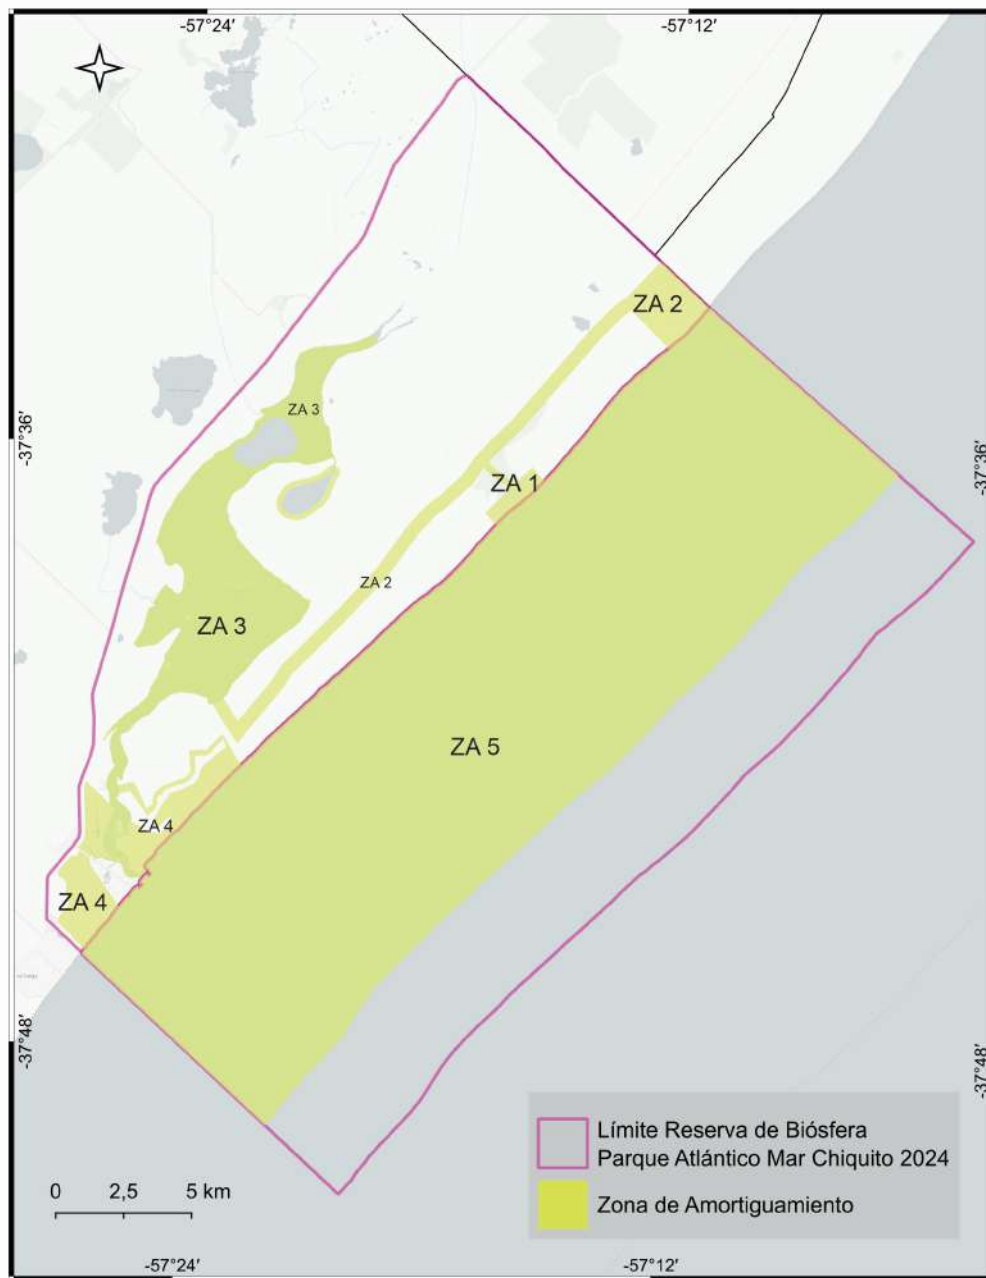 -57°24′
-57°12′
ZA 2
-37°36′
-37°36′
ZA 3
ZA 1
ZA 2
ZA 3
ZA 5
ZA 4
ZA 4
-37°48′
-37°48′
Límite Reserva de Biósfera
Parque Atlántico Mar Chiquito 2024
Zona de Amortiguamiento
0 2,5 5 km
-57°24′
-57°12′